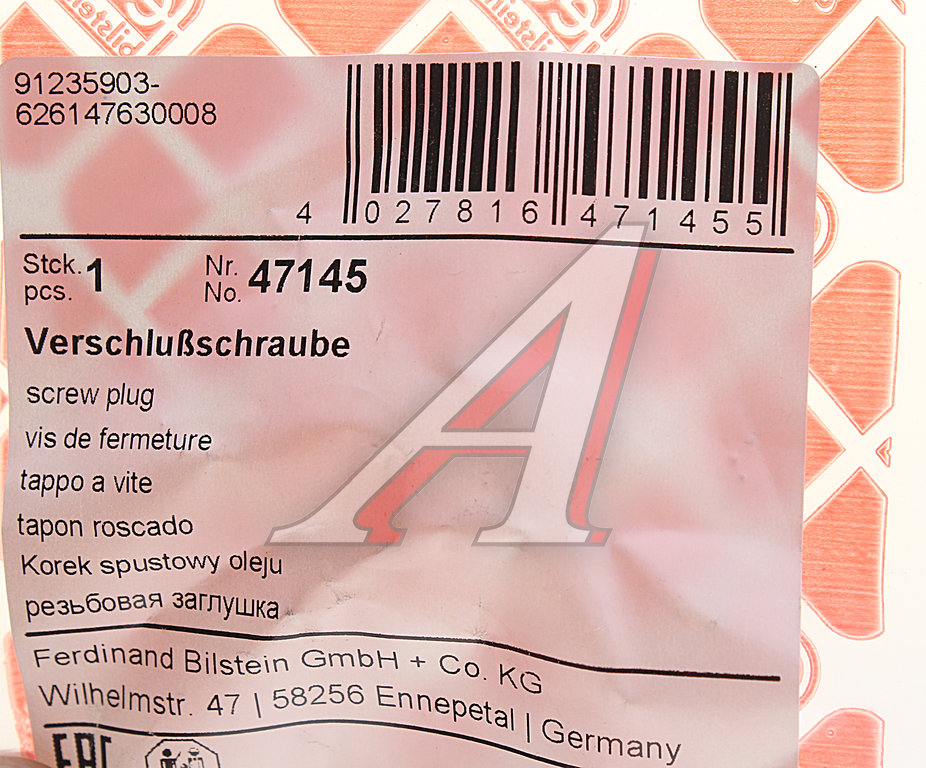 91235903-
626147630008
4 027816 471455
Stck. 1 Nr. 47145
pcs. No.
Verschlußschraube
screw plug
vis de fermeture
tappo a vite
tapon roscado
Korek spustowy oleju
резьбовая заглушка
Ferdinand Bilstein GmbH + Co. KG
Wilhelmstr. 47 | 58256 Ennepetal | Germany
EAC